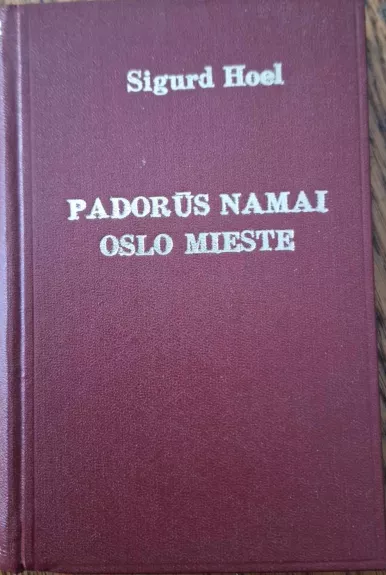 Sigurd Hoel
PADORŪS NAMAI
OSLO MIESTE